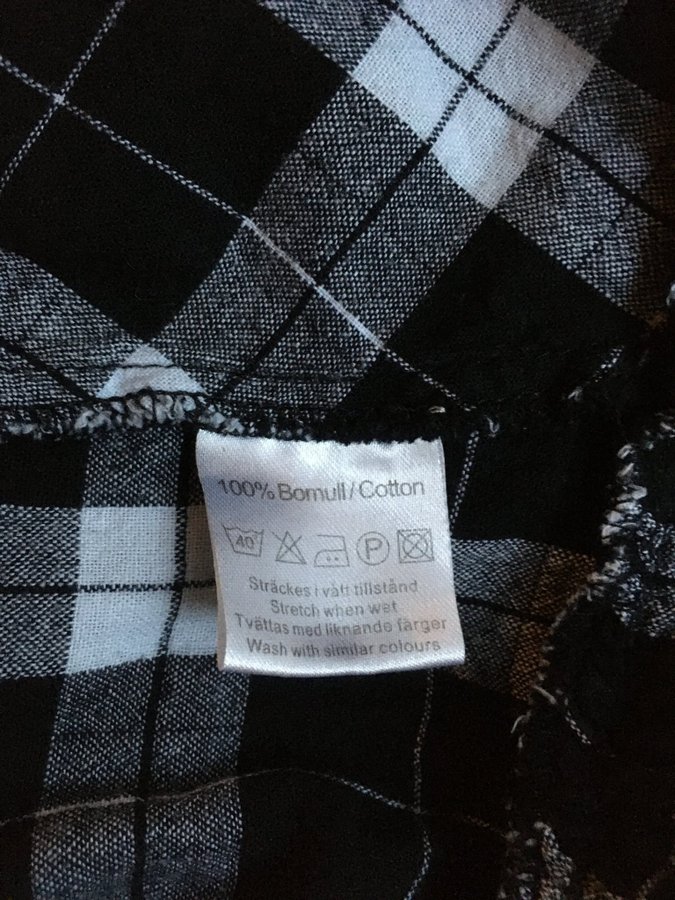 100% Bomull / Cotton
40 P
Sträckes i vått tillstånd
Stretch when wet
Tvättas med liknande färger
Wash with similar colours